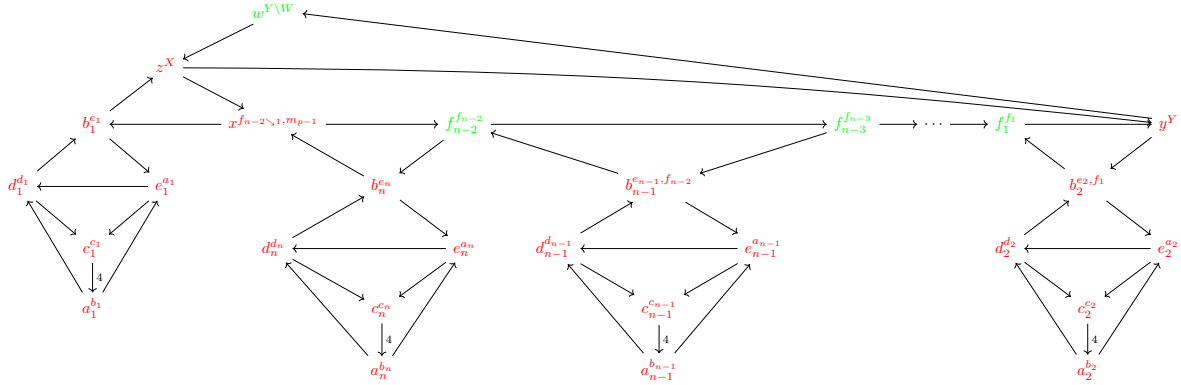 w^{Y\W}
z^X
b_1^{e_1} x^{f_{n-2}↘1, m_{p-1}} f_{n-2}^{f_{n-2}} f_{n-3}^{f_{n-3}} ⋯ f_1^{f_1} y^Y
d_1^{d_1} e_1^{a_1} b_n^{e_n} b_{n-1}^{e_{n-1}, f_{n-2}} b_2^{e_2, f_1}
c_1^{c_1} d_n^{d_n} e_n^{a_n} d_{n-1}^{d_{n-1}} e_{n-1}^{a_{n-1}} d_2^{d_2} e_2^{a_2}
4
a_1^{b_1} c_n^{c_n} c_{n-1}^{c_{n-1}} c_2^{c_2}
4 4 4
a_n^{b_n} a_{n-1}^{b_{n-1}} a_2^{b_2}